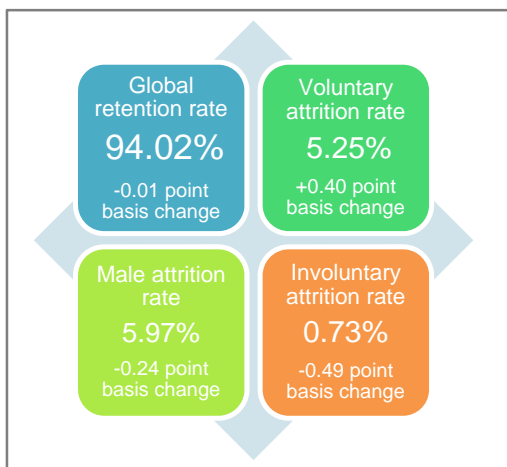 Global
retention rate
94.02%
-0.01 point
basis change
Voluntary
attrition rate
5.25%
+0.40 point
basis change
Male attrition
rate
5.97%
-0.24 point
basis change
Involuntary
attrition rate
0.73%
-0.49 point
basis change